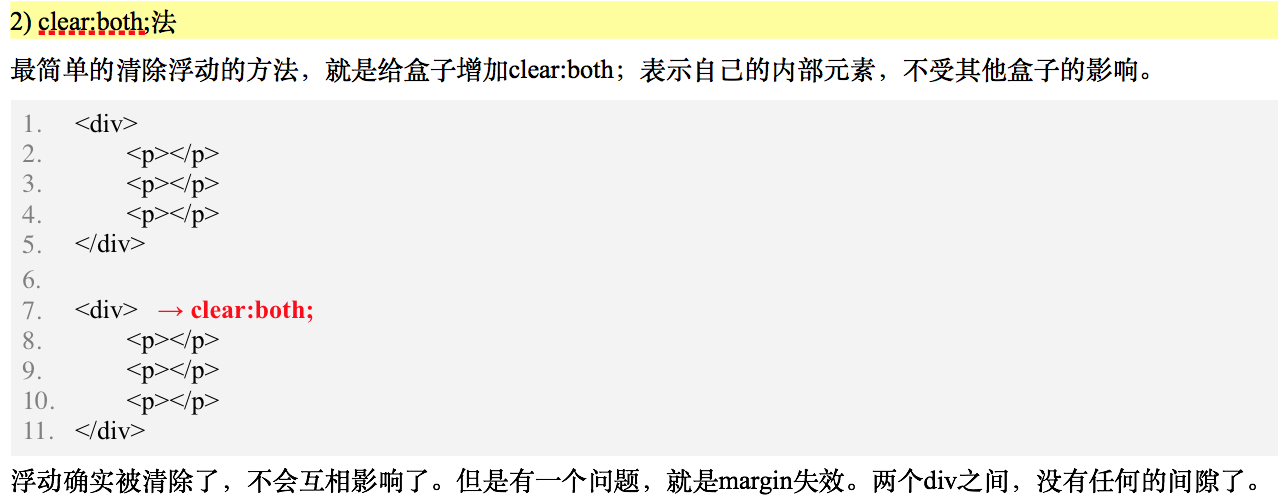 2) clear:both;法
最简单的清除浮动的方法，就是给盒子增加clear:both；表示自己的内部元素，不受其他盒子的影响。
1. <div>
2. <p></p>
3. <p></p>
4. <p></p>
5. </div>
6.
7. <div> → clear:both;
8. <p></p>
9. <p></p>
10. <p></p>
11. </div>
浮动确实被清除了，不会互相影响了。但是有一个问题，就是margin失效。两个div之间，没有任何的间隙了。